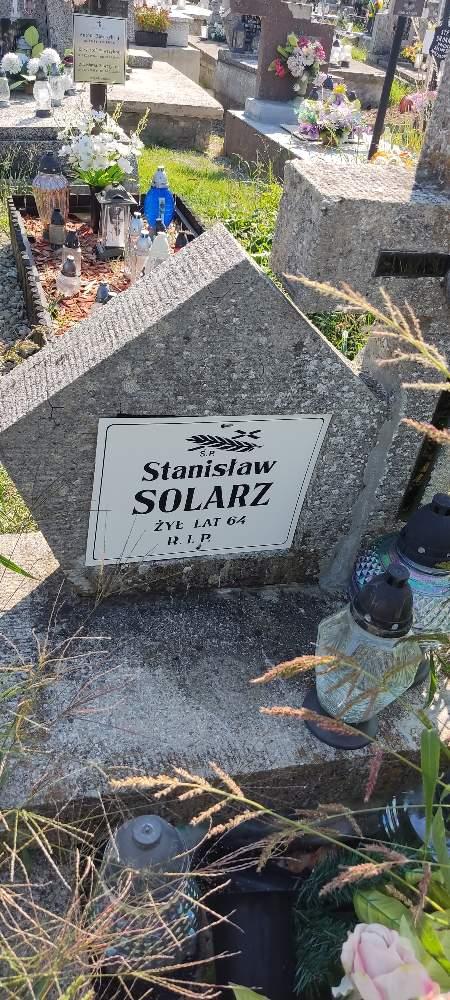 Ś.P.
Stanisław
SOLARZ
ŻYŁ LAT 64
R.I.P.